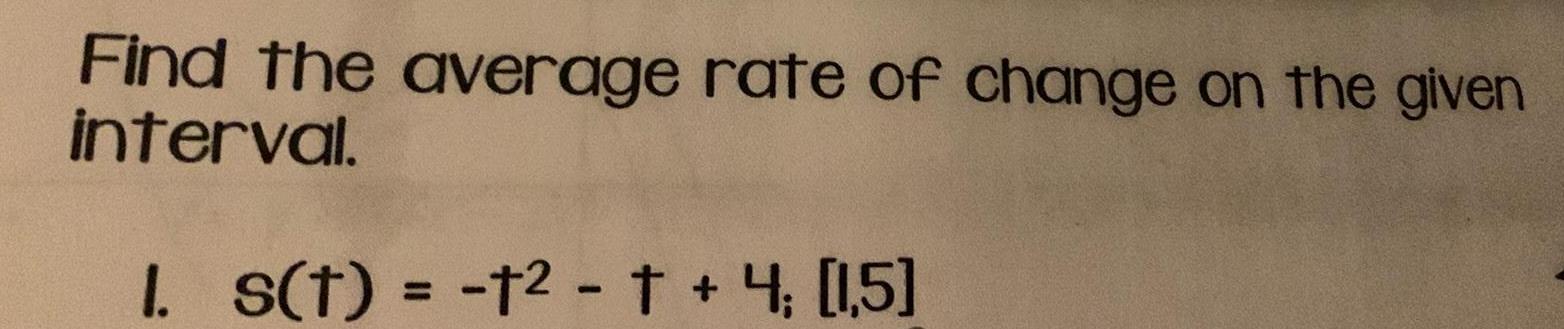 Find the average rate of change on the given
interval.
1. s(t) = -t² - t + 4; [1,5]